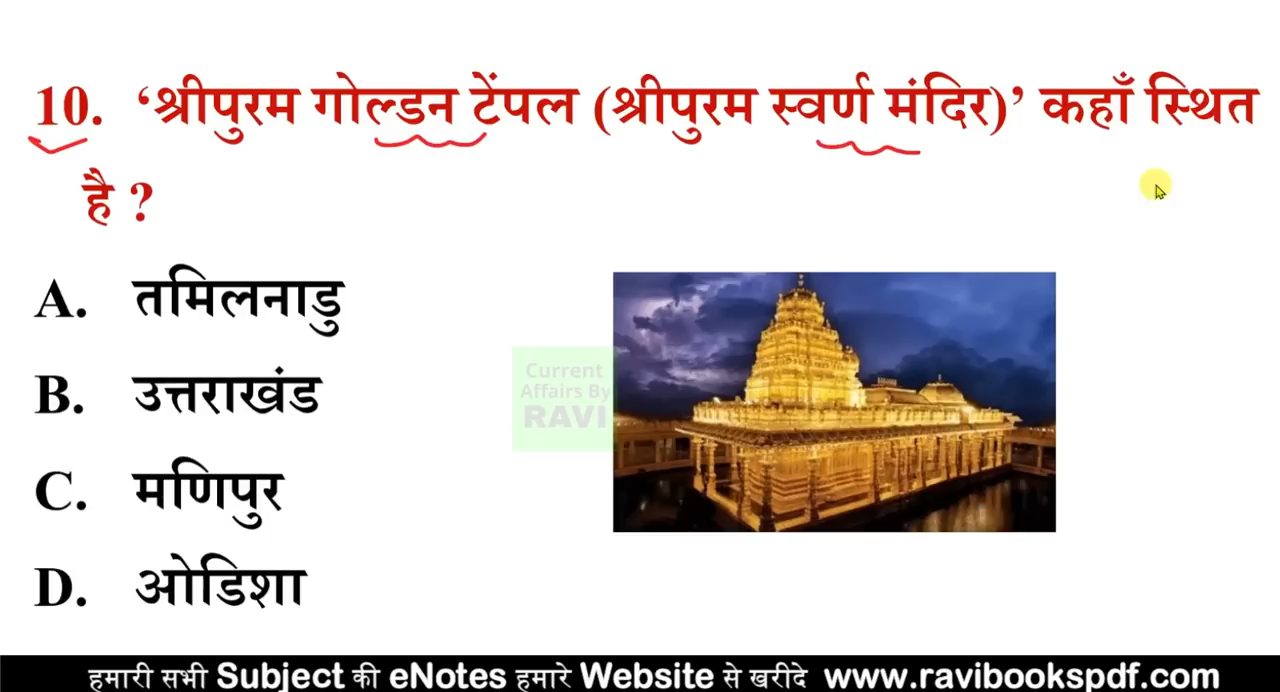 10. ‘श्रीपुरम गोल्डन टेंपल (श्रीपुरम स्वर्ण मंदिर)’ कहाँ स्थित
है ?
A. तमिलनाडु
B. उत्तराखंड
C. मणिपुर
D. ओडिशा
Current
Affairs By
RAVI
हमारी सभी Subject की eNotes हमारे Website से खरीदे www.ravibookspdf.com